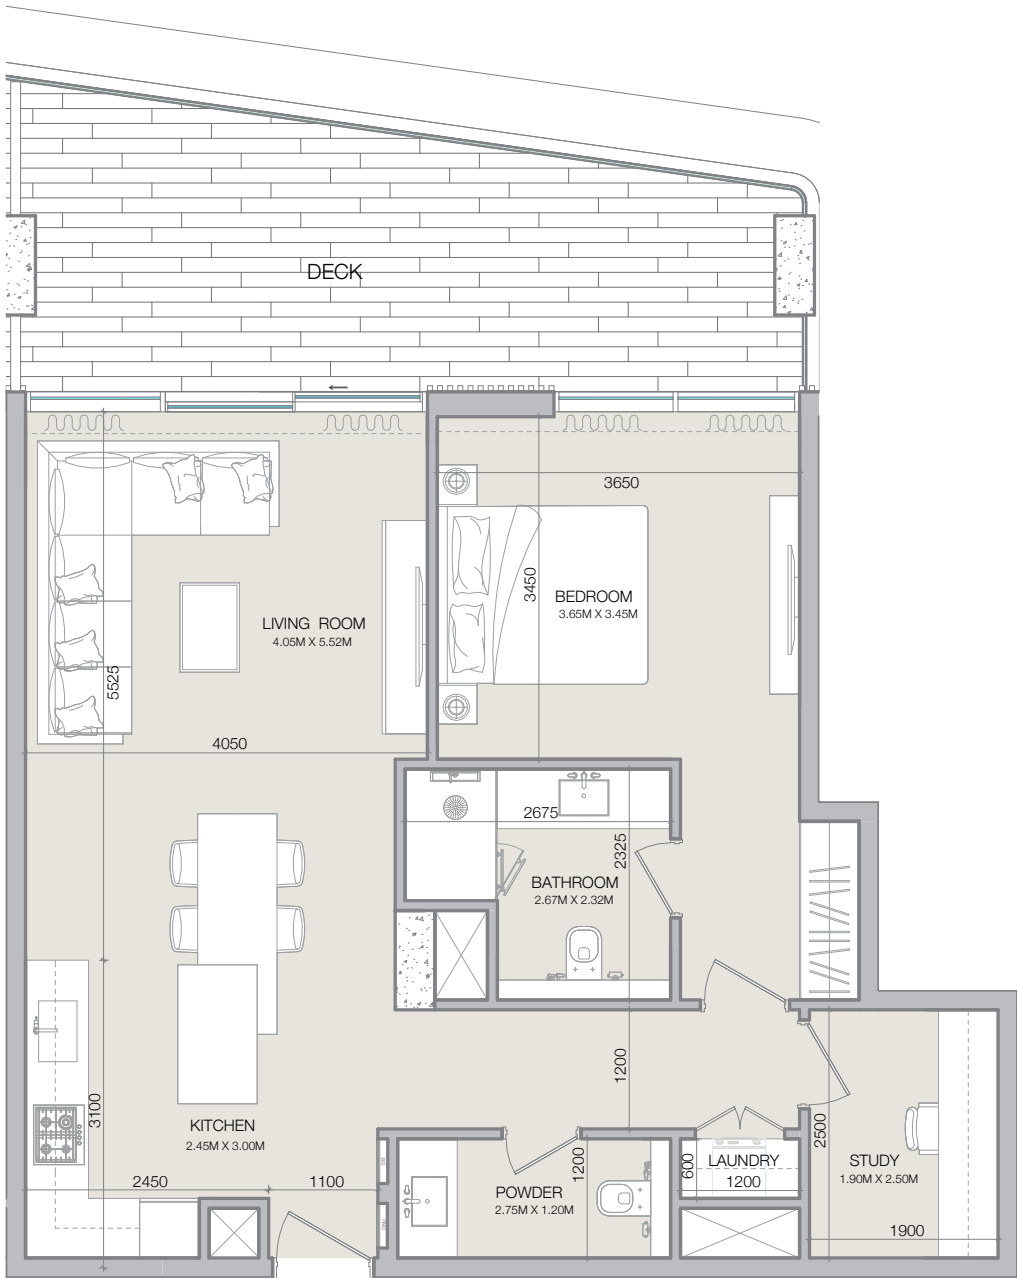 DECK
3650
3450
BEDROOM
3.65M X 3.45M
LIVING ROOM
4.05M X 5.52M
5525
4050
2675
2325
BATHROOM
2.67M X 2.32M
3100
1200
KITCHEN
2.45M X 3.00M
2450
1100
POWDER
2.75M X 1.20M
1200
600
LAUNDRY
1200
2500
STUDY
1.90M X 2.50M
1900